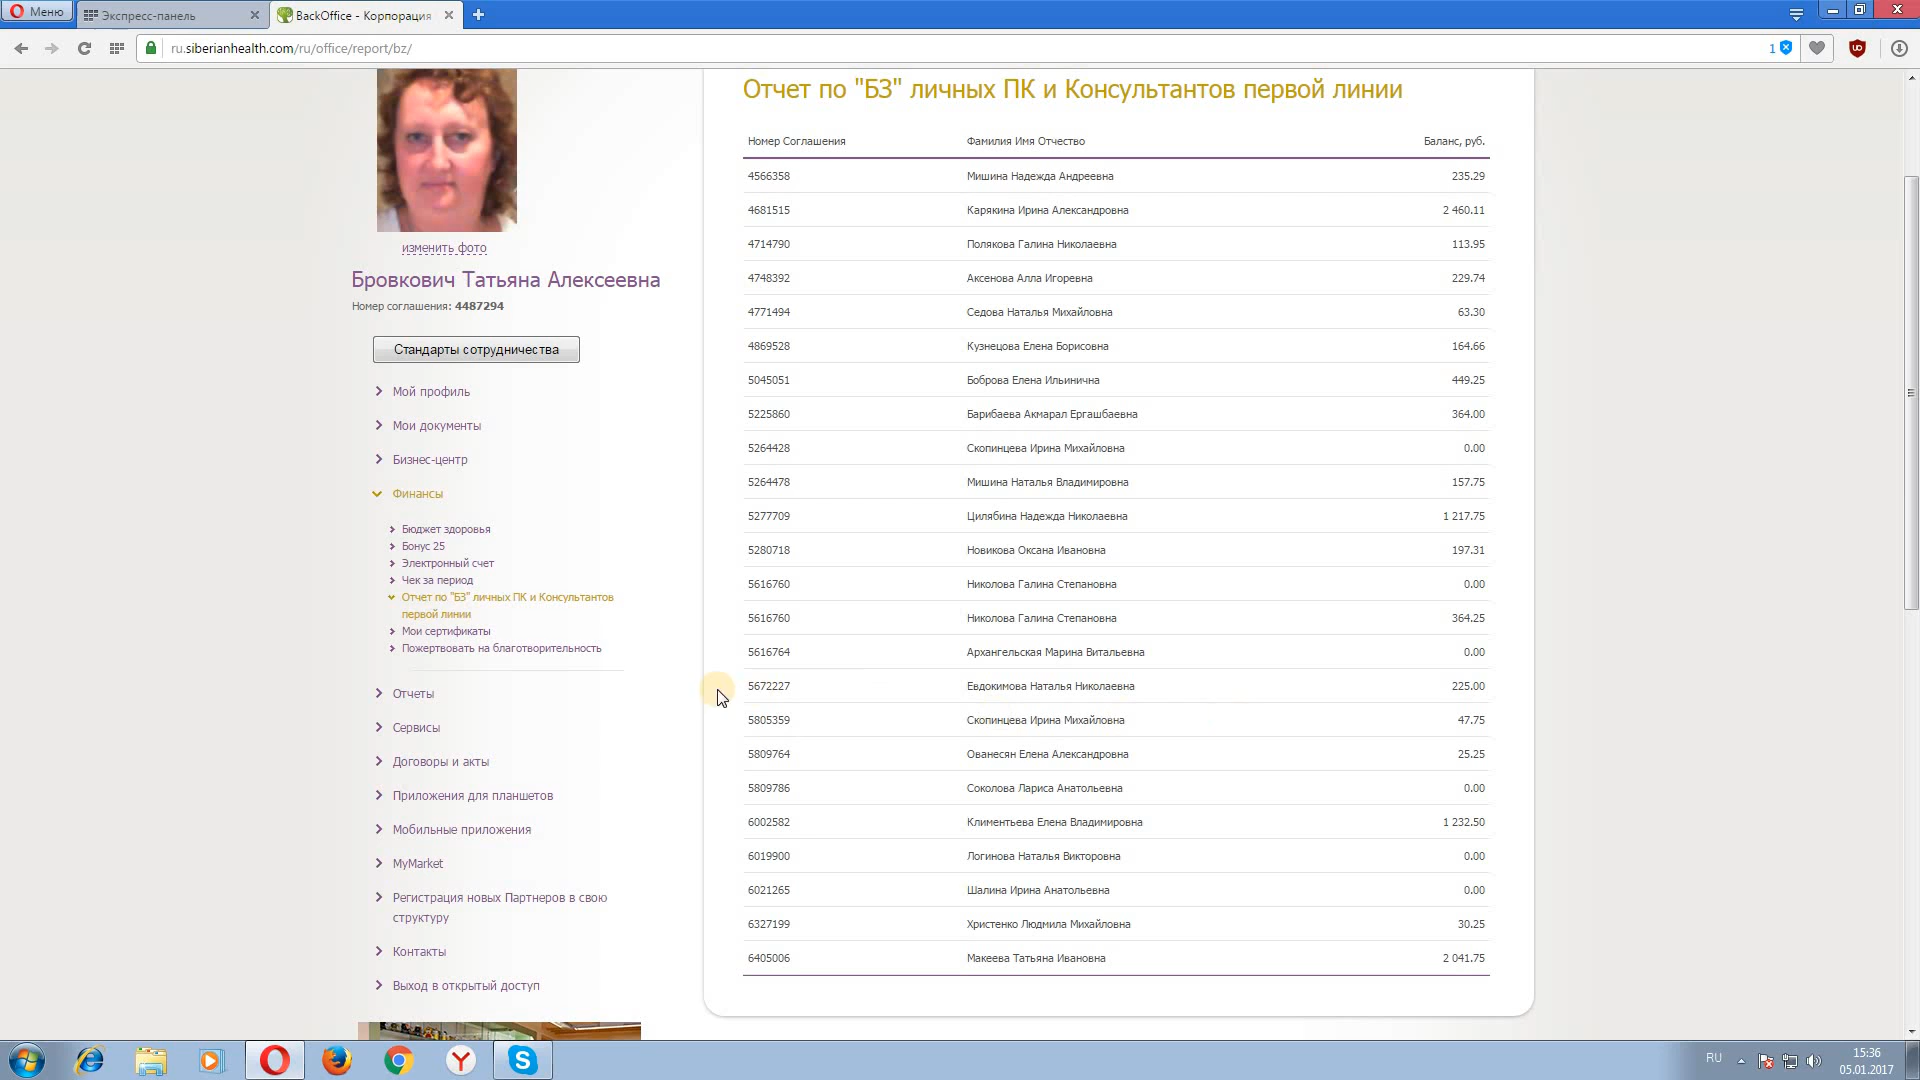 Меню
Экспресс-панель
BackOffice - Корпорация
ru.siberianhealth.com/ru/office/report/bz/
1
изменить фото
Бровкович Татьяна Алексеевна
Номер соглашения: 4487294
Стандарты сотрудничества
Мой профиль
Мои документы
Бизнес-центр
Финансы
Бюджет здоровья
Бонус 25
Электронный счет
Чек за период
Отчет по "БЗ" личных ПК и Консультантов
первой линии
Мои сертификаты
Пожертвовать на благотворительность
Отчеты
Сервисы
Договоры и акты
Приложения для планшетов
Мобильные приложения
MyMarket
Регистрация новых Партнеров в свою
структуру
Контакты
Выход в открытый доступ
Отчет по "БЗ" личных ПК и Консультантов первой линии
Номер Соглашения Фамилия Имя Отчество Баланс, руб.
4566358 Мишина Надежда Андреевна 235.29
4681515 Карякина Ирина Александровна 2 460.11
4714790 Полякова Галина Николаевна 113.95
4748392 Аксенова Алла Игоревна 229.74
4771494 Седова Наталья Михайловна 63.30
4869528 Кузнецова Елена Борисовна 164.66
5045051 Боброва Елена Ильинична 449.25
5225860 Барибаева Акмарал Ергашбаевна 364.00
5264428 Скопинцева Ирина Михайловна 0.00
5264478 Мишина Наталья Владимировна 157.75
5277709 Цилябина Надежда Николаевна 1 217.75
5280718 Новикова Оксана Ивановна 197.31
5616760 Николова Галина Степановна 0.00
5616760 Николова Галина Степановна 364.25
5616764 Архангельская Марина Витальевна 0.00
5672227 Евдокимова Наталья Николаевна 225.00
5805359 Скопинцева Ирина Михайловна 47.75
5809764 Ованесян Елена Александровна 25.25
5809786 Соколова Лариса Анатольевна 0.00
6002582 Климентьева Елена Владимировна 1 232.50
6019900 Логинова Наталья Викторовна 0.00
6021265 Шалина Ирина Анатольевна 0.00
6327199 Христенко Людмила Михайловна 30.25
6405006 Макеева Татьяна Ивановна 2 041.75
RU
15:36
05.01.2017